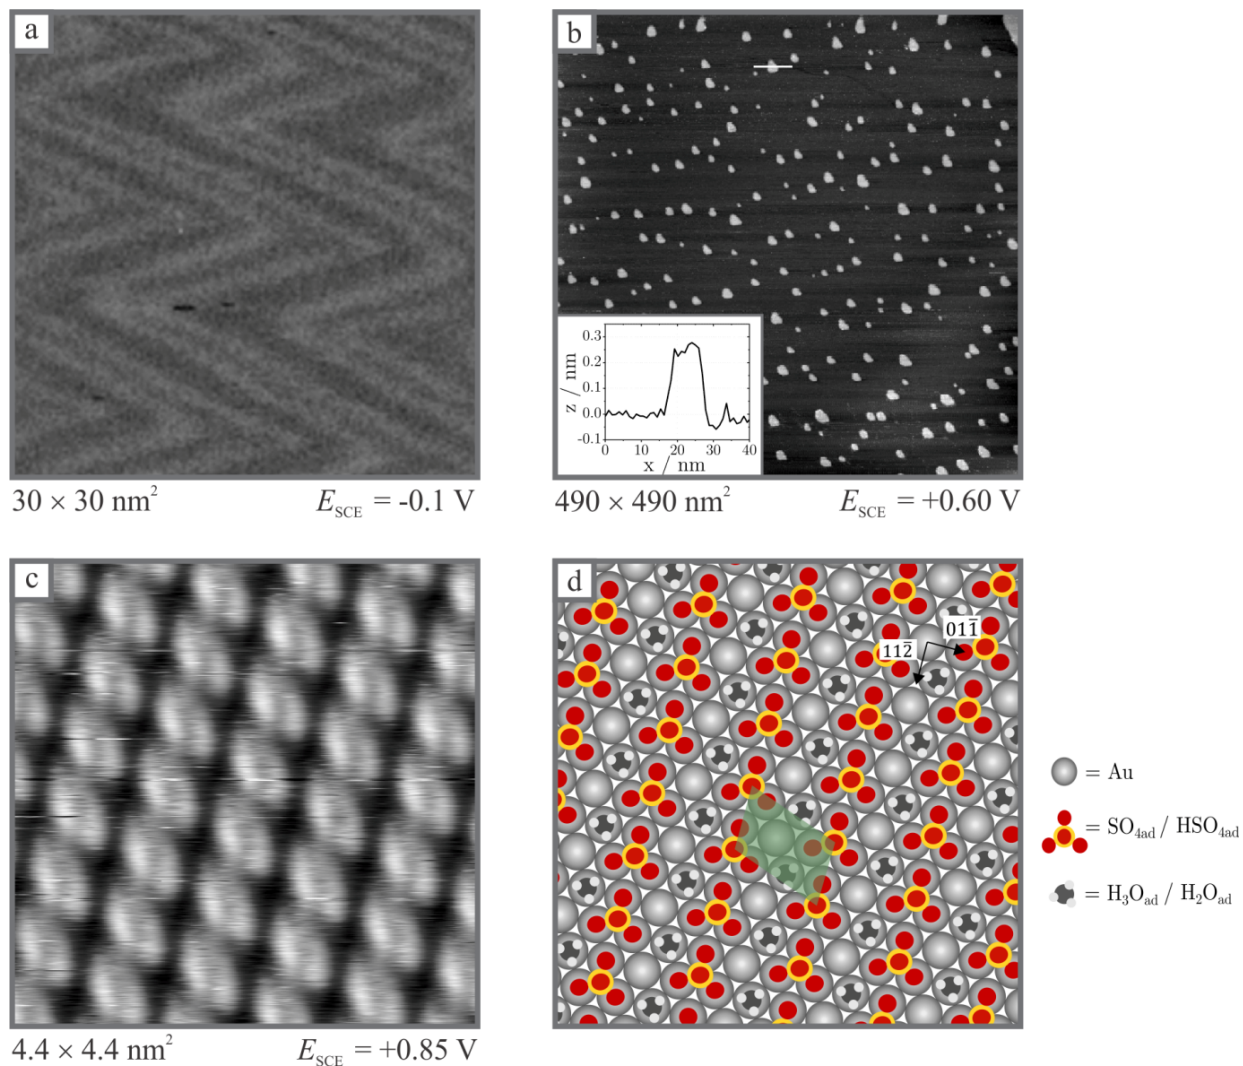 a
30 × 30 nm²
E_SCE = -0.1 V
b
0.3
0.2
0.1
0.0
-0.1
z / nm
0 10 20 30 40
x / nm
490 × 490 nm²
E_SCE = +0.60 V
c
4.4 × 4.4 nm²
E_SCE = +0.85 V
d
011̅
112̅
= Au
= SO₄ad / HSO₄ad
= H₃Oad / H₂Oad